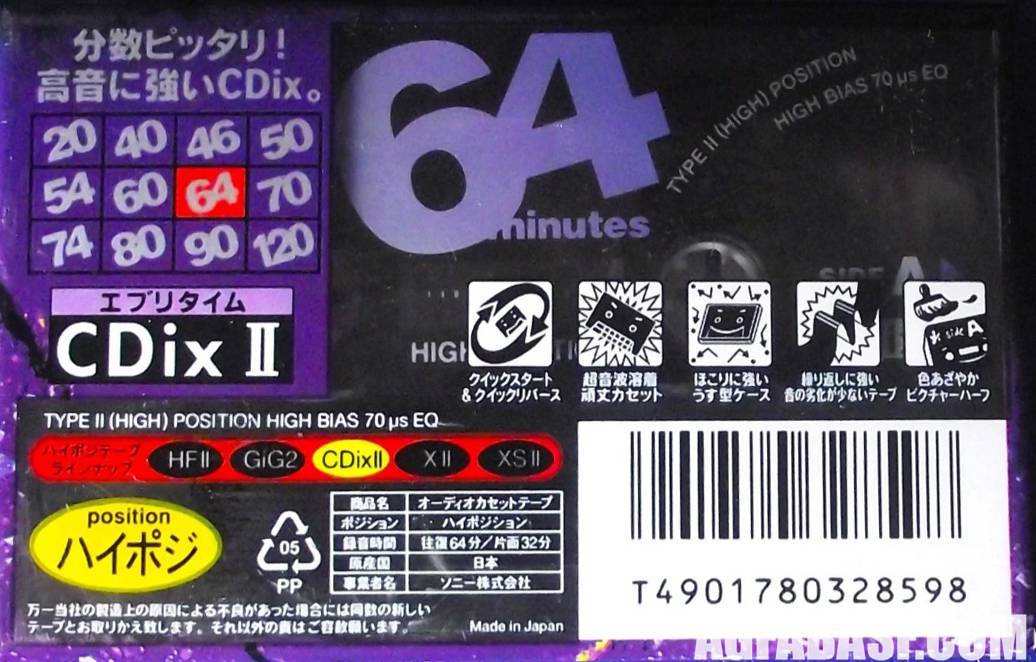 分数ピッタリ!
高音に強いCDix。
20 40 46 50
54 60 64 70
74 80 90 120
エブリタイム
CDix II
64
minutes
TYPE II (HIGH) POSITION
HIGH BIAS 70 μs EQ
SIDE A
HIGH
クイックスタート
&クイックリバース
超音波溶着
頑丈カセット
ほこりに強い
うす型ケース
繰り返しに強い
音の劣化が少ないテープ
色あざやか
ピクチャーハーフ
TYPE II (HIGH) POSITION HIGH BIAS 70 μs EQ
ハイポジテープ
ラインナップ
HFII GiG2 CDixII XII XSII
position
ハイポジ
05
PP
商品名 オーディオカセットテープ
ポジション ハイポジション
録音時間 往復64分/片面32分
原産国 日本
事業者名 ソニー株式会社
万一当社の製造上の原因による不良があった場合には同数の新しい
テープとお取りかえ致します。それ以外の責はご容赦願います。
Made in Japan
T4901780328598
AGFABASF.COM